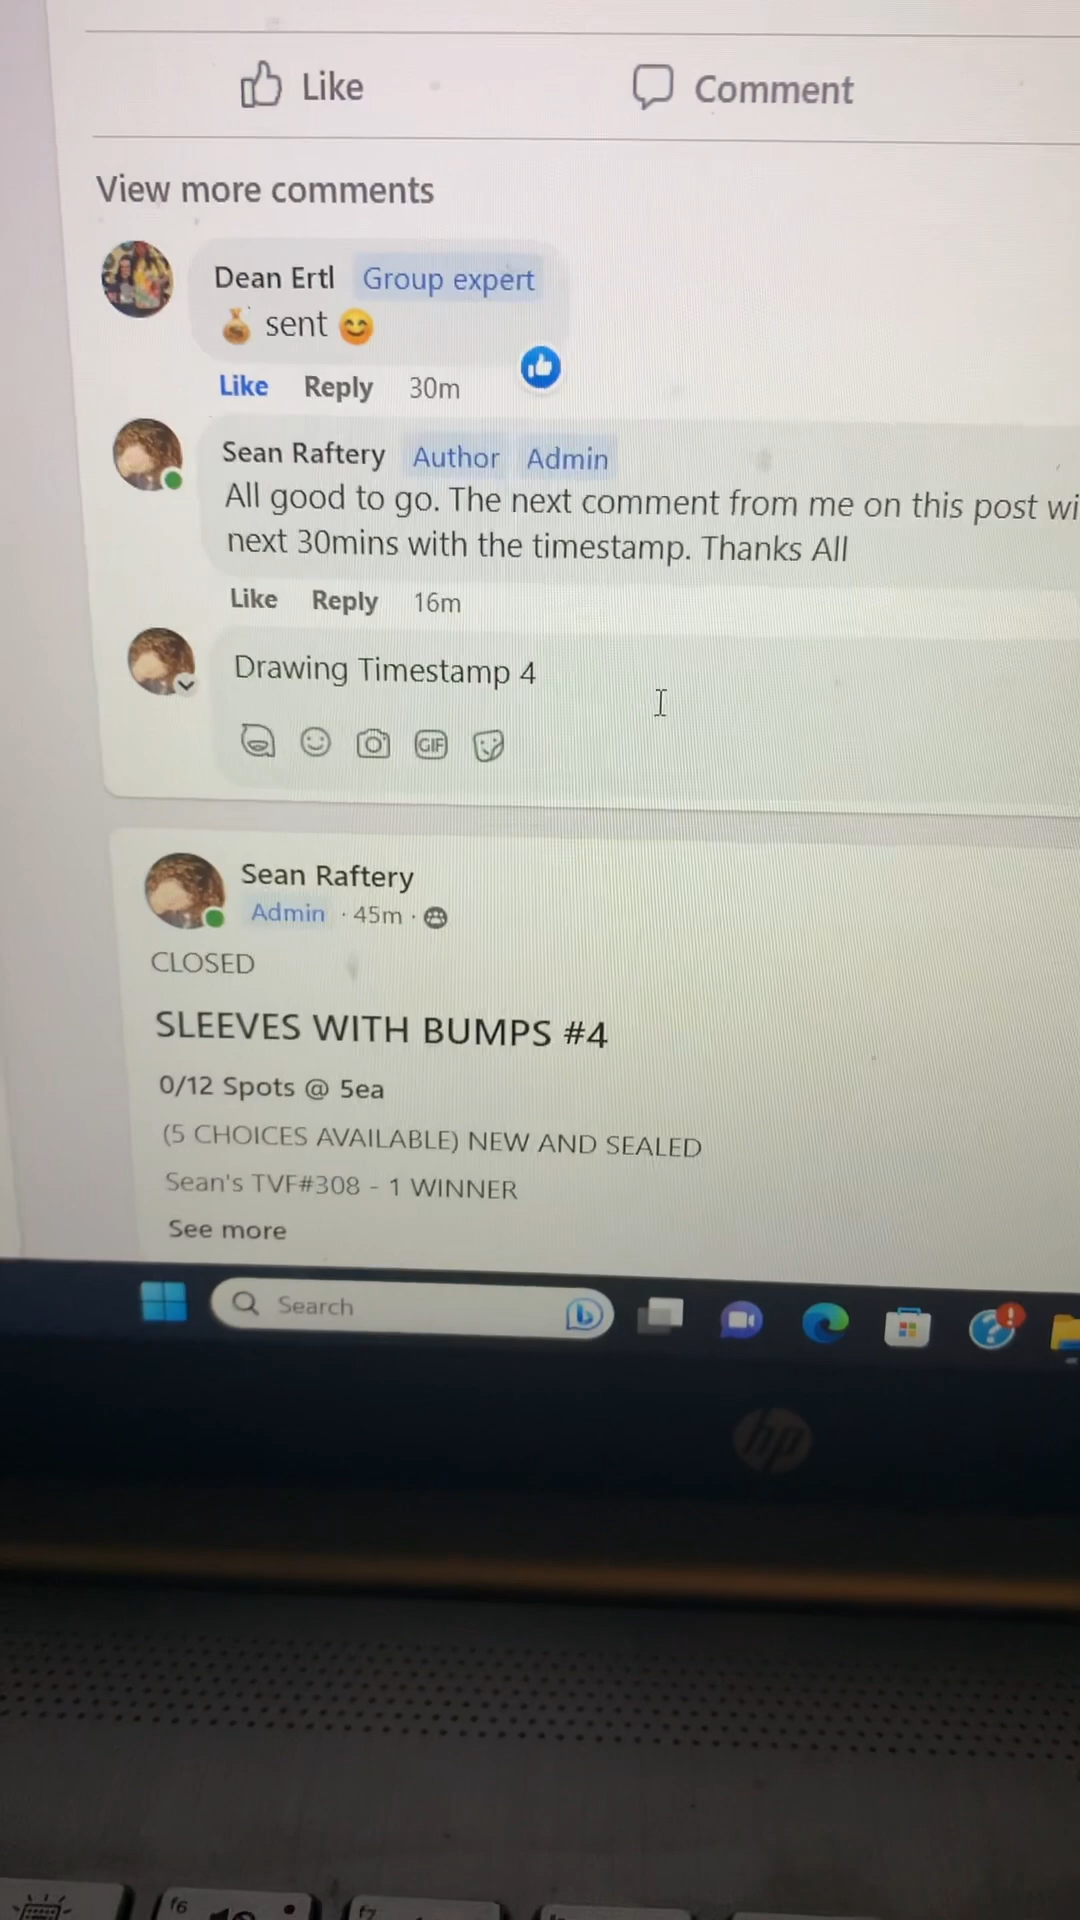 Like
Comment
View more comments
Dean Ertl Group expert
sent
Like Reply 30m
Sean Raftery Author Admin
All good to go. The next comment from me on this post wi
next 30mins with the timestamp. Thanks All
Like Reply 16m
Drawing Timestamp 4
GIF
Sean Raftery
Admin · 45m ·
CLOSED
SLEEVES WITH BUMPS #4
0/12 Spots @ 5ea
(5 CHOICES AVAILABLE) NEW AND SEALED
Sean's TVF#308 - 1 WINNER
See more
Search
hp
f6
f7